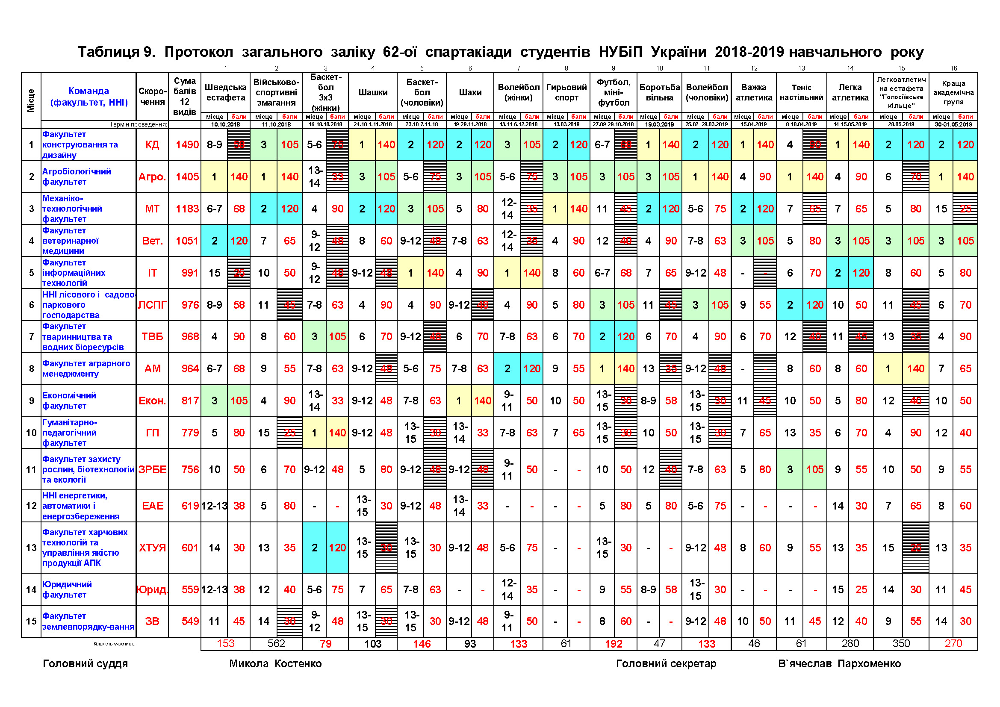 Таблиця 9. Протокол загального заліку 62-ої спартакіади студентів НУБіП України 2018-2019 навчального року
1 2 3 4 5 6 7 8 9 10 11 12 13 14 15 16
Місце
Команда
(факультет, ННІ)
Скоро-
чення
Сума
балів
12
видів
Шведська
естафета
Військово-
спортивні
змагання
Баскет-
бол
3х3
(жінки)
Шашки
Баскет-
бол
(чоловіки)
Шахи
Волейбол
(жінки)
Гирьовий
спорт
Футбол,
міні-
футбол
Боротьба
вільна
Волейбол
(чоловіки)
Важка
атлетика
Теніс
настільний
Легка
атлетика
Легкоатлетич
на естафета
"Голосіївське
кільце"
Краща
академічна
група
місце бали місце бали місце бали місце бали місце бали місце бали місце бали місце бали місце бали місце бали місце бали місце бали місце бали місце бали місце бали місце бали
Термін проведення: 10.10.2018 11.10.2018 16-18.10.2018 24.10-1.11.2018 23.10-7.11.18 19-29.11.2018 13.11-6.12.2018 13.03.2019 27.09-29.10.2018 19.03.2019 25.02- 29.03.2019 15.04.2019 8-18.04.2019 14-15.05.2019 28.05.2019 30-31.05.2019
Факультет
конструювання та
дизайну
1 КД 1490 8-9 58 3 105 5-6 75 1 140 2 120 2 120 3 105 2 120 6-7 68 1 140 2 120 1 140 4 90 1 140 2 120 2 120
Агробіологічний
факультет
2 Агро. 1405 1 140 1 140 13-14 33 3 105 5-6 75 3 105 5-6 75 3 105 3 105 3 105 1 140 4 90 1 140 4 90 6 70 1 140
Механіко-
технологічний
факультет
3 МТ 1183 6-7 68 2 120 4 90 2 120 3 105 5 80 12-14 35 1 140 11 45 2 120 5-6 75 2 120 7 65 7 65 5 80 15 25
Факультет
ветеринарної
медицини
4 Вет. 1051 2 120 7 65 9-12 48 8 60 9-12 48 7-8 63 12-14 35 4 90 12 40 4 90 7-8 63 3 105 5 80 3 105 3 105 3 105
Факультет
інформаційних
технологій
5 ІТ 991 15 25 10 50 9-12 48 9-12 48 1 140 4 90 1 140 8 60 6-7 68 7 65 9-12 48 - - 6 70 2 120 8 60 5 80
ННІ лісового і садово-
паркового
господарства
6 ЛСПГ 976 8-9 58 11 45 7-8 63 4 90 4 90 9-12 48 4 90 5 80 3 105 11 45 3 105 9 55 2 120 10 50 11 45 6 70
Факультет
тваринництва та
водних біоресурсів
7 ТВБ 968 4 90 8 60 3 105 6 70 9-12 48 6 70 7-8 63 6 70 2 120 6 70 4 90 6 70 12 40 11 45 13 35 4 90
Факультет аграрного
менеджменту
8 АМ 964 6-7 68 9 55 7-8 63 9-12 48 5-6 75 7-8 63 2 120 9 55 1 140 13 35 9-12 48 - - 8 60 8 60 1 140 7 65
Економічний
факультет
9 Екон. 817 3 105 4 90 13-14 33 9-12 48 7-8 63 1 140 9-11 50 10 50 13-15 30 8-9 58 13-15 30 11 45 10 50 5 80 12 40 10 50
Гуманітарно-
педагогічний
факультет
10 ГП 779 5 80 15 25 1 140 9-12 48 13-15 30 13-14 33 7-8 63 7 65 13-15 30 10 50 13-15 30 7 65 13 35 6 70 4 90 12 40
Факультет захисту
рослин, біотехнологій
та екології
11 ЗРБЕ 756 10 50 6 70 9-12 48 5 80 9-12 48 9-12 48 9-11 50 - - 10 50 12 40 7-8 63 5 80 3 105 9 55 10 50 9 55
ННІ енергетики,
автоматики і
енергозбереження
12 ЕАЕ 619 12-13 38 5 80 - - 13-15 30 9-12 48 13-14 33 - - - - 5 80 5 80 5-6 75 - - - - 14 30 7 65 8 60
Факультет харчових
технологій та
управління якістю
продукції АПК
13 ХТУЯ 601 14 30 13 35 2 120 13-15 30 13-15 30 9-12 48 5-6 75 - - 13-15 30 - - 9-12 48 8 60 9 55 13 35 15 25 13 35
Юридичний
факультет
14 Юрид. 559 12-13 38 12 40 5-6 75 7 65 7-8 63 - - 12-14 35 - - 9 55 8-9 58 13-15 30 - - - - 15 25 14 30 11 45
Факультет
землевпорядку-вання
15 ЗВ 549 11 45 14 30 9-12 48 13-15 30 13-15 30 9-12 48 9-11 50 - - 8 60 - - 9-12 48 10 50 11 45 12 40 9 55 14 30
Кількість учасників: 153 562 79 103 146 93 133 61 192 47 133 46 61 280 350 270
Головний суддя Микола Костенко Головний секретар В`ячеслав Пархоменко